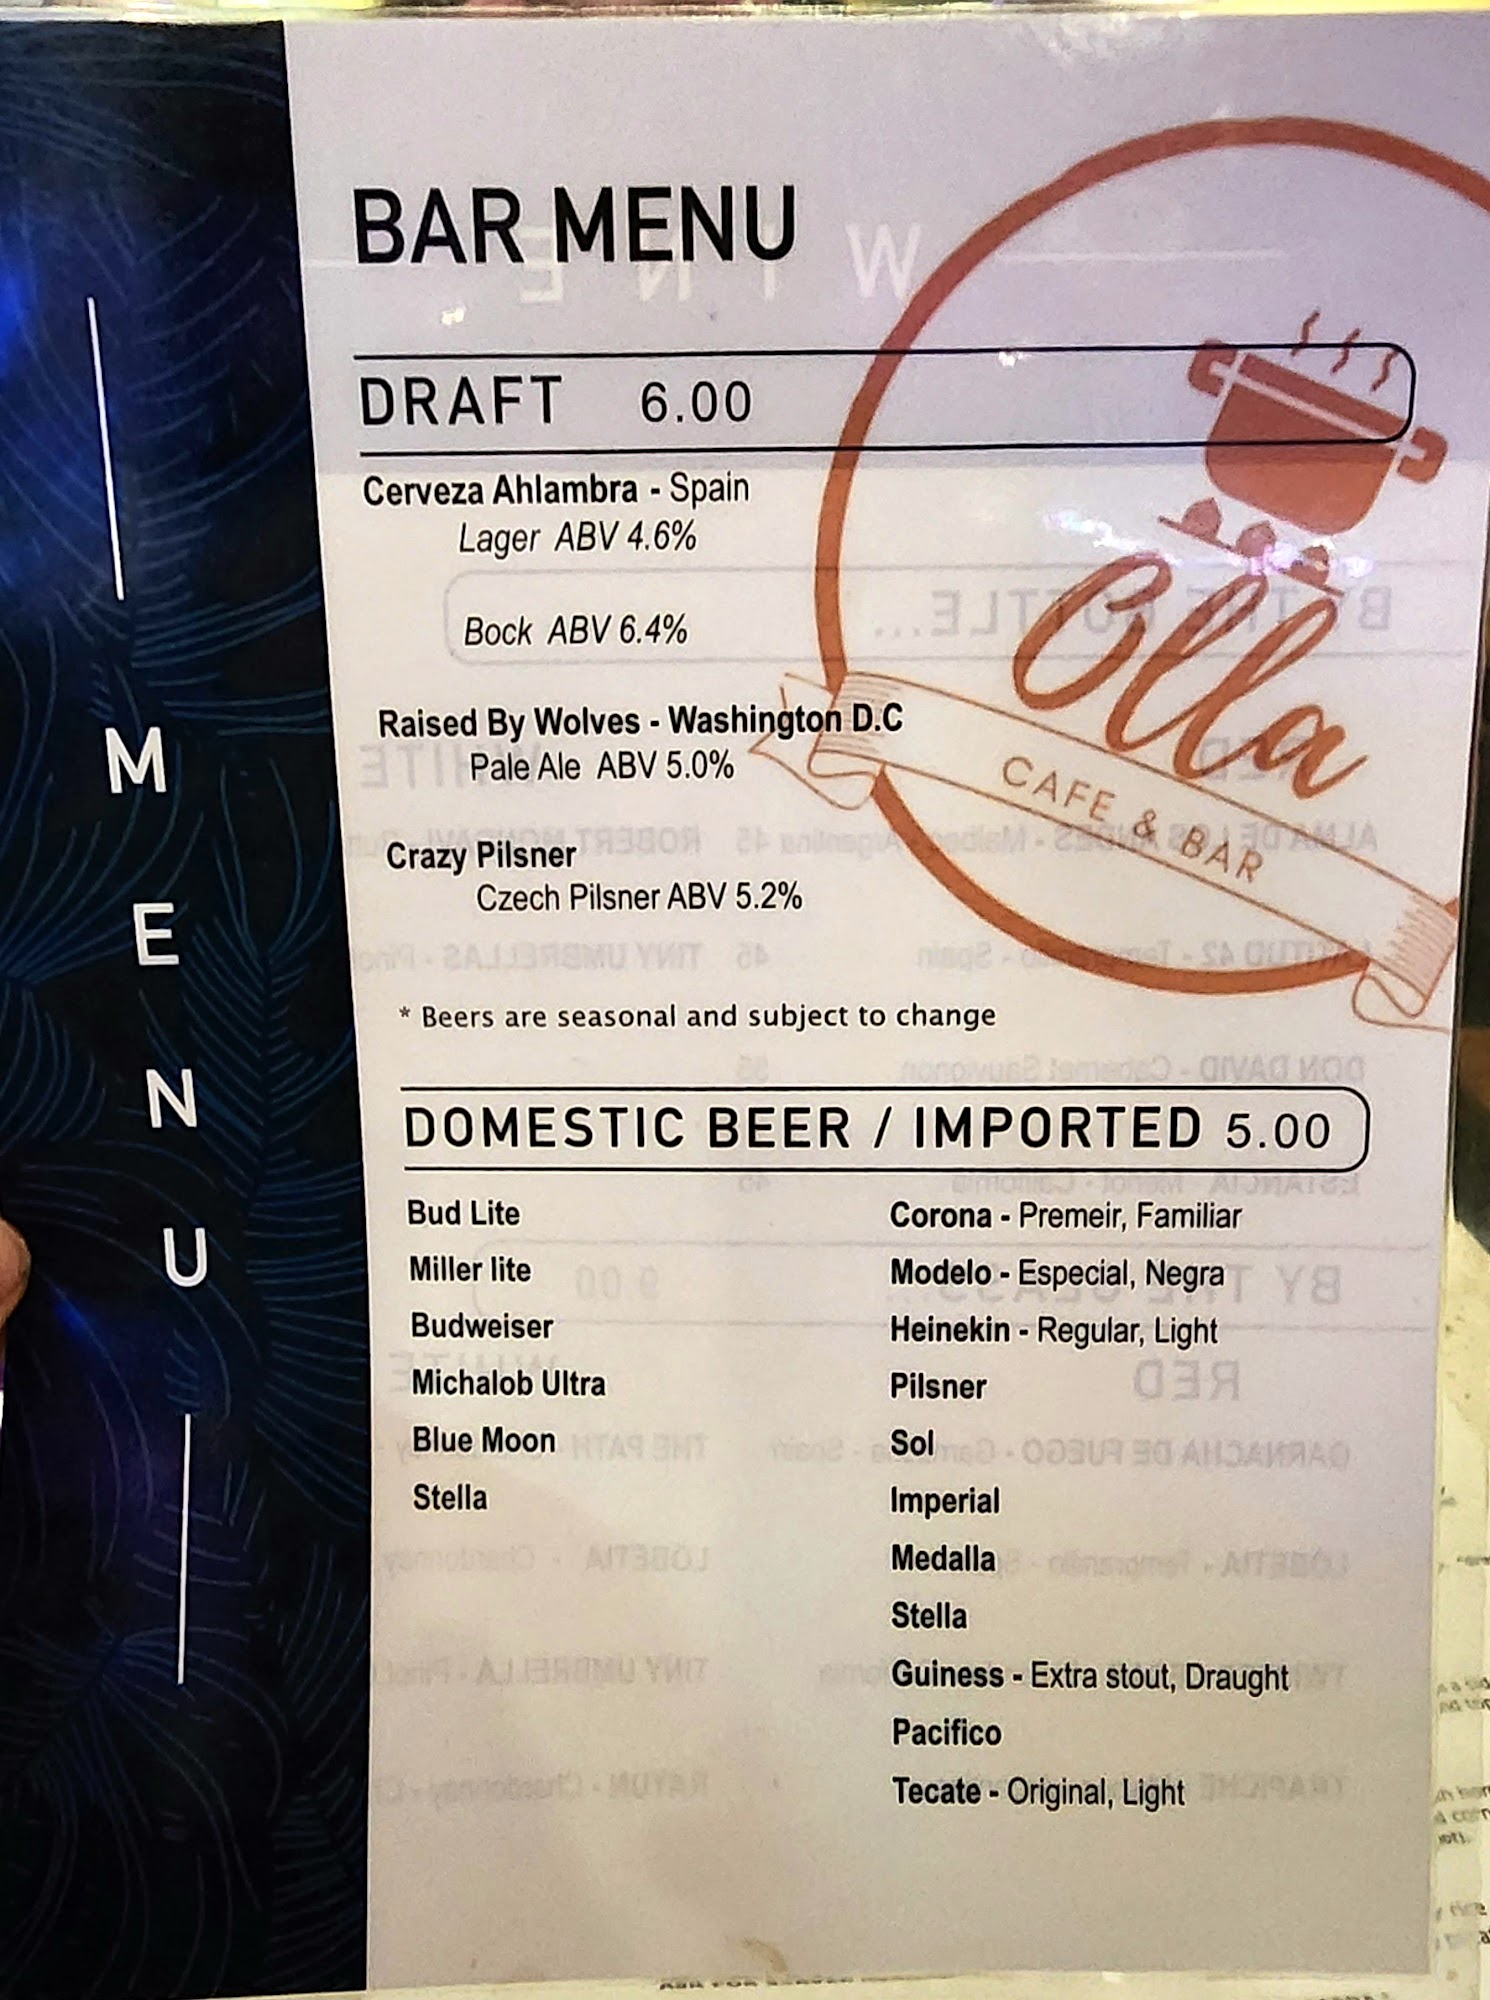 MENU
BAR MENU
DRAFT 6.00
Cerveza Ahlambra - Spain
Lager ABV 4.6%
Bock ABV 6.4%
Raised By Wolves - Washington D.C
Pale Ale ABV 5.0%
Crazy Pilsner
Czech Pilsner ABV 5.2%
* Beers are seasonal and subject to change
Olla
CAFE & BAR
DOMESTIC BEER / IMPORTED 5.00
Bud Lite
Miller lite
Budweiser
Michalob Ultra
Blue Moon
Stella
Corona - Premeir, Familiar
Modelo - Especial, Negra
Heinekin - Regular, Light
Pilsner
Sol
Imperial
Medalla
Stella
Guiness - Extra stout, Draught
Pacifico
Tecate - Original, Light